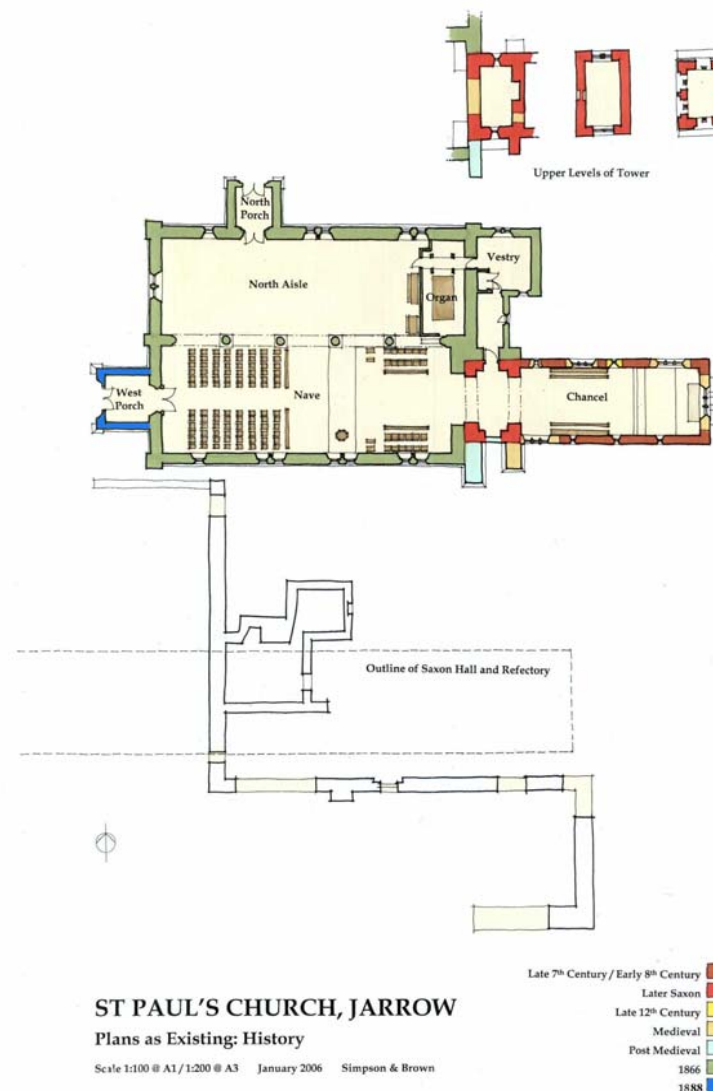 Upper Levels of Tower
North
Porch
North Aisle
Organ
Vestry
West
Porch
Nave
Chancel
Outline of Saxon Hall and Refectory
ST PAUL'S CHURCH, JARROW
Plans as Existing: History
Scale 1:100 @ A1 / 1:200 @ A3 January 2006 Simpson & Brown
Late 7th Century / Early 8th Century
Later Saxon
Late 12th Century
Medieval
Post Medieval
1866
1888